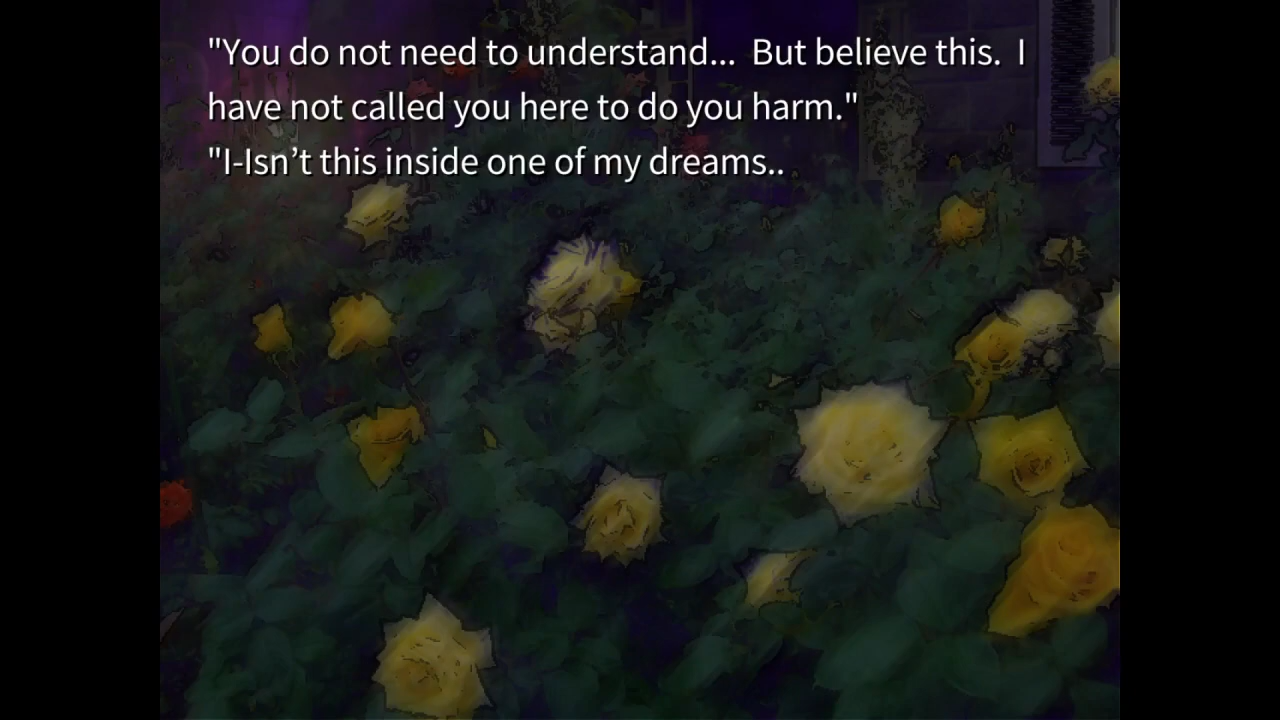 "You do not need to understand...  But believe this.  I
have not called you here to do you harm."
"I-Isn’t this inside one of my dreams..